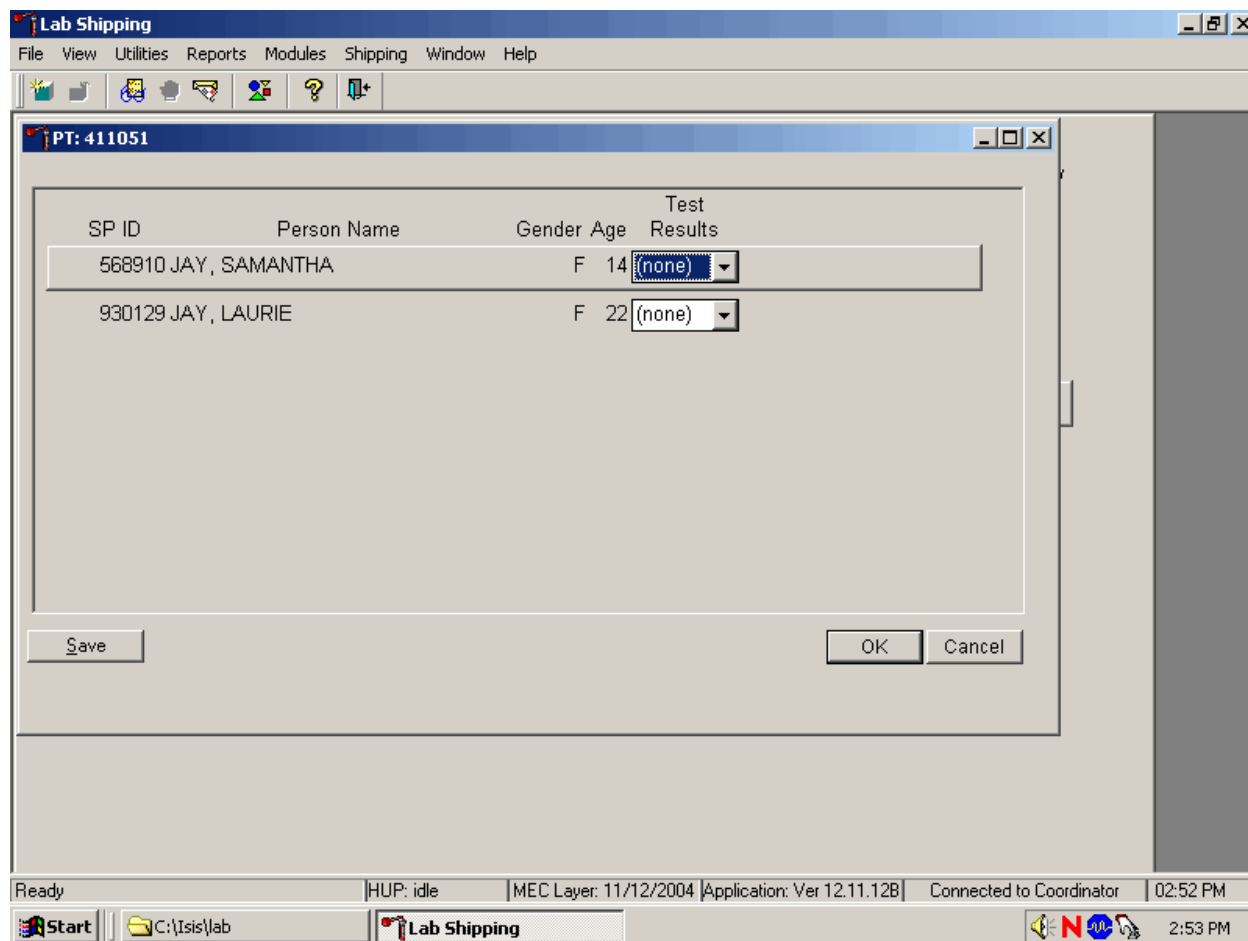 Lab Shipping
File View Utilities Reports Modules Shipping Window Help
PT: 411051
Test
SP ID Person Name Gender Age Results
568910 JAY, SAMANTHA F 14 (none)
930129 JAY, LAURIE F 22 (none)
Save OK Cancel
Ready HUP: idle MEC Layer: 11/12/2004 Application: Ver 12.11.12B Connected to Coordinator 02:52 PM
Start C:\Isis\lab Lab Shipping N 2:53 PM